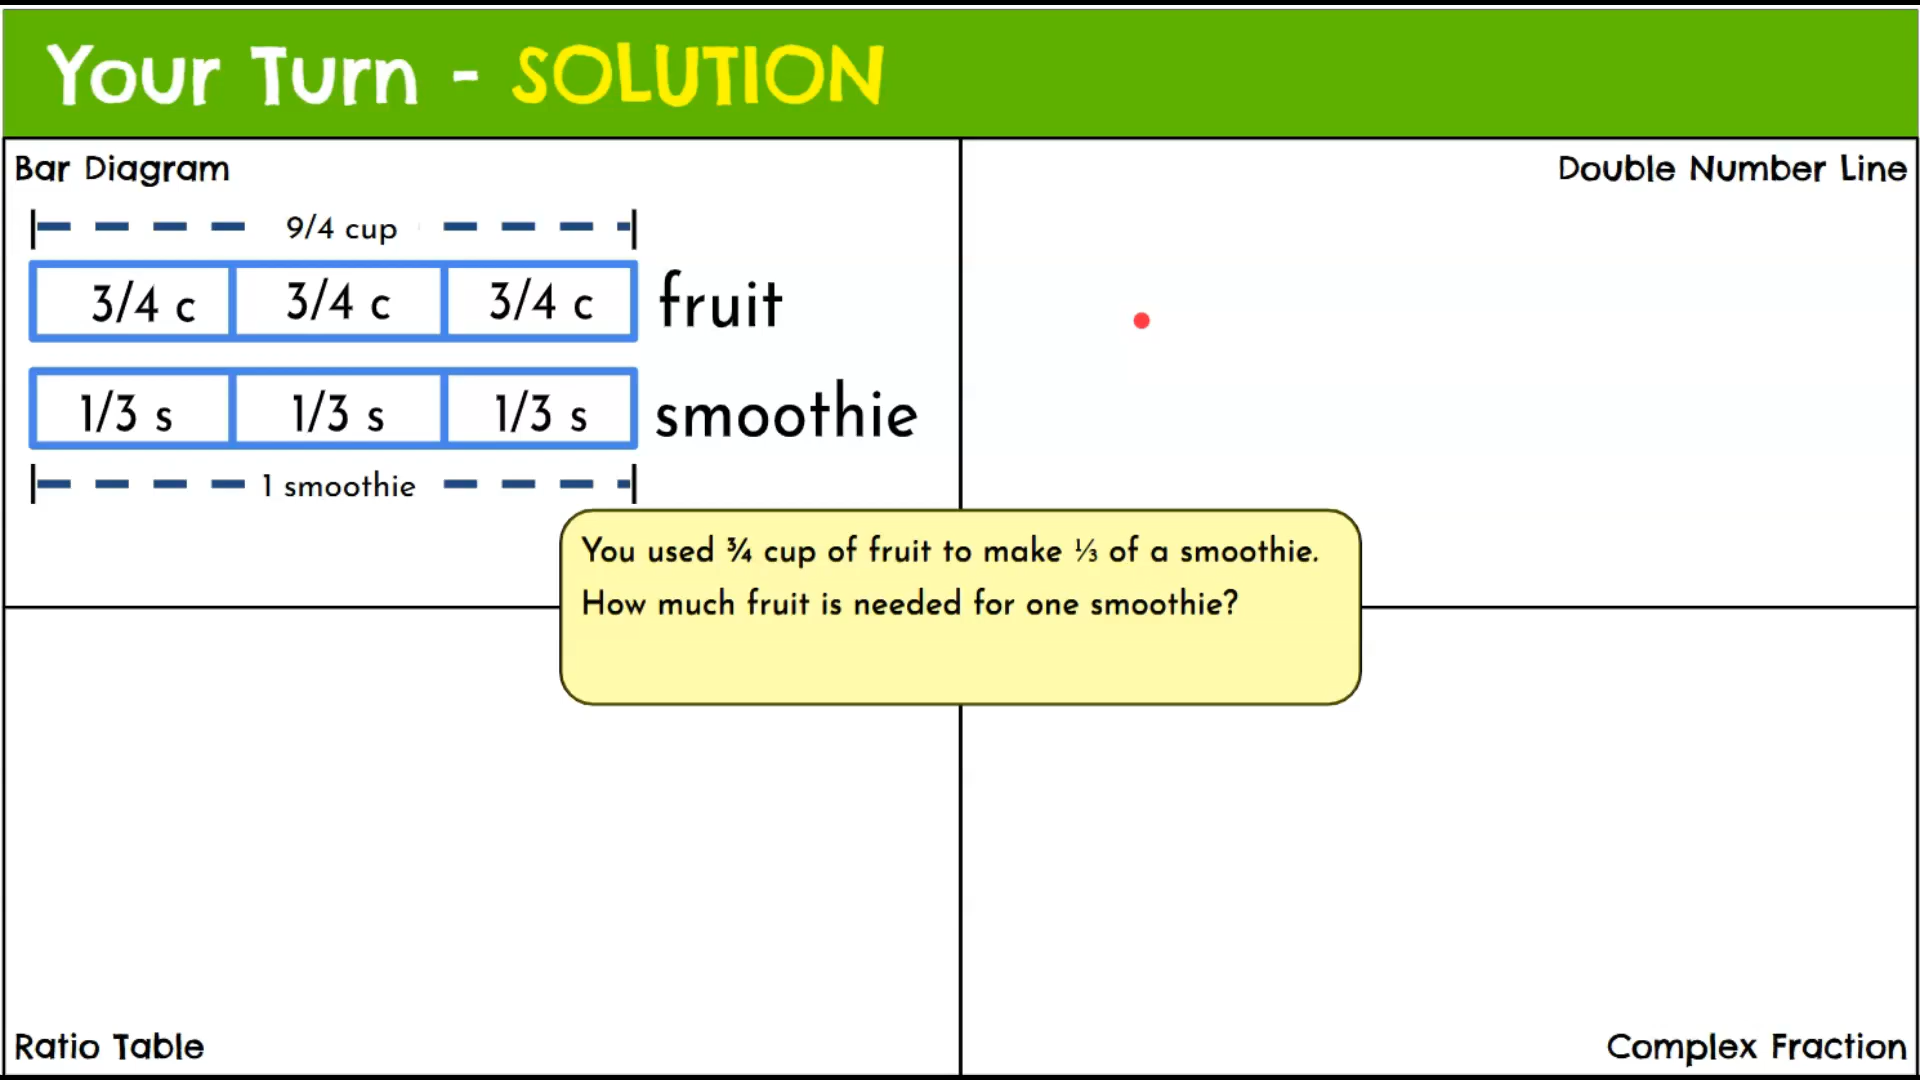 Your Turn - SOLUTION
Bar Diagram
Double Number Line
9/4 cup
3/4 c 3/4 c 3/4 c fruit
1/3 s 1/3 s 1/3 s smoothie
1 smoothie
You used ¾ cup of fruit to make ⅓ of a smoothie.
How much fruit is needed for one smoothie?
Ratio Table
Complex Fraction